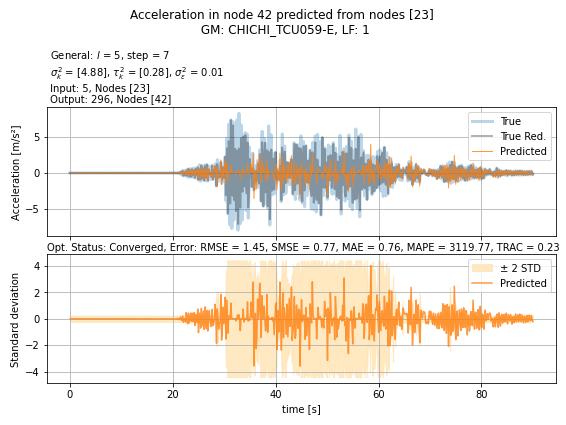 Acceleration in node 42 predicted from nodes [23]
GM: CHICHI_TCU059-E, LF: 1
General: l = 5, step = 7
σ²ₖ = [4.88], τ²ₖ = [0.28], σ²ε = 0.01
Input: 5, Nodes [23]
Output: 296, Nodes [42]
Acceleration [m/s²]
5
0
−5
True
True Red.
Predicted
Opt. Status: Converged, Error: RMSE = 1.45, SMSE = 0.77, MAE = 0.76, MAPE = 3119.77, TRAC = 0.23
Standard deviation
4
2
0
−2
−4
± 2 STD
Predicted
0
20
40
60
80
time [s]